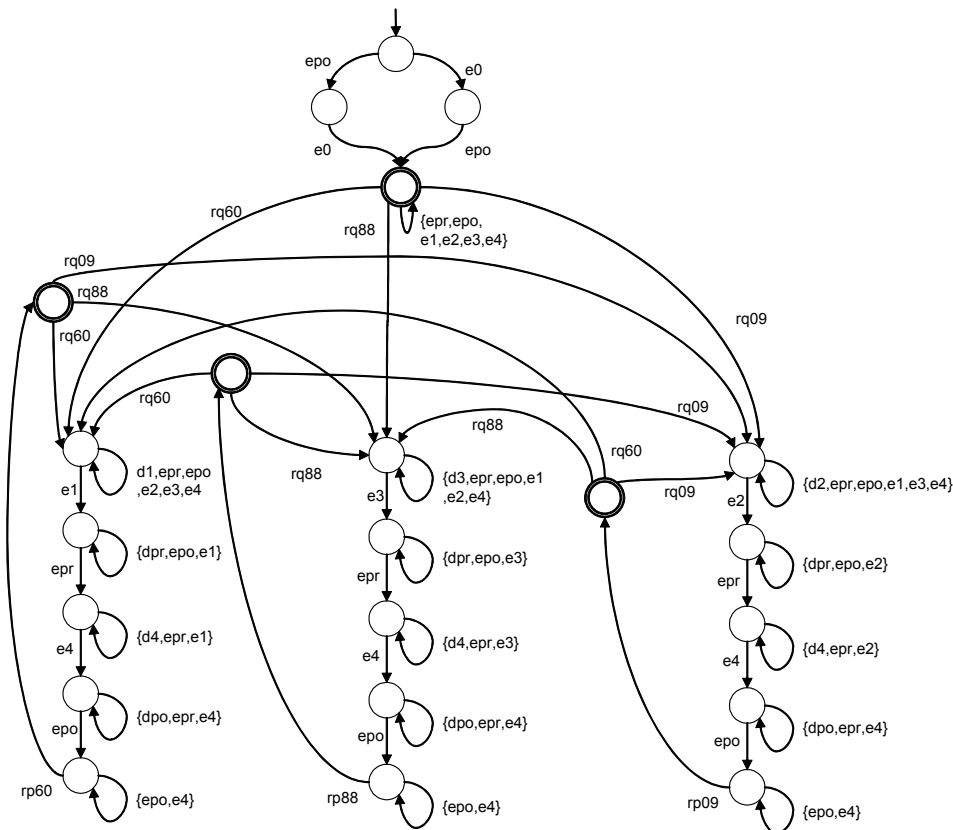 epo
e0
e0
epo
rq60
rq88
{epr,epo,
e1,e2,e3,e4}
rq09
rq88
rq60
rq09
rq60
rq09
rq88
rq60
rq88
rq09
e1
d1,epr,epo
,e2,e3,e4
e3
{d3,epr,epo,e1
,e2,e4}
e2
{d2,epr,epo,e1,e3,e4}
{dpr,epo,e1}
{dpr,epo,e3}
{dpr,epo,e2}
epr
epr
epr
{d4,epr,e1}
{d4,epr,e3}
{d4,epr,e2}
e4
e4
e4
{dpo,epr,e4}
{dpo,epr,e4}
{dpo,epr,e4}
epo
epo
epo
rp60
{epo,e4}
rp88
{epo,e4}
rp09
{epo,e4}